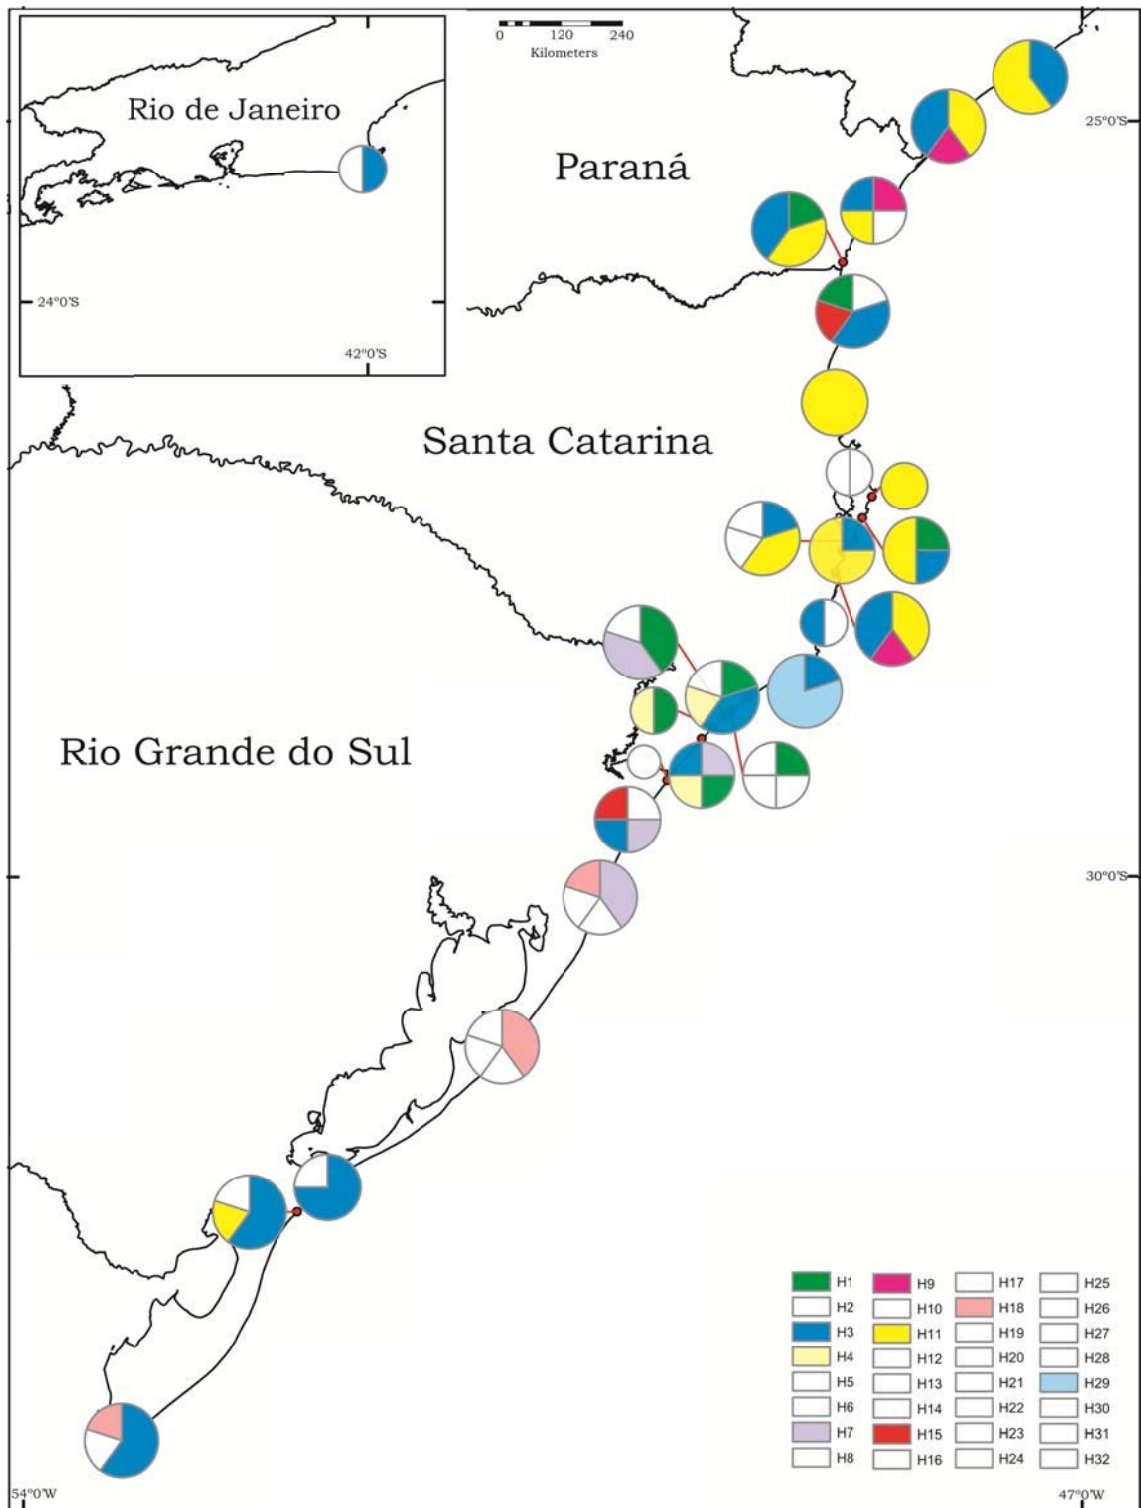 0 120 240
Kilometers
Rio de Janeiro
25°0'S
Paraná
24°0'S
42°0'S
Santa Catarina
Rio Grande do Sul
30°0'S
H1 H9 H17 H25
H2 H10 H18 H26
H3 H11 H19 H27
H4 H12 H20 H28
H5 H13 H21 H29
H6 H14 H22 H30
H7 H15 H23 H31
H8 H16 H24 H32
54°0'W 47°0'W